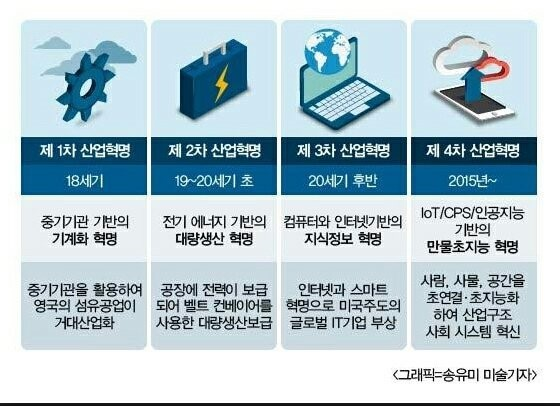 제 1차 산업혁명
18세기
중기기관 기반의
기계화 혁명
중기기관을 활용하여
영국의 섬유공업이
거대산업화
제 2차 산업혁명
19~20세기 초
전기 에너지 기반의
대량생산 혁명
공장에 전력이 보급
되어 벨트 컨베이어를
사용한 대량생산보급
제 3차 산업혁명
20세기 후반
컴퓨터와 인터넷기반의
지식정보 혁명
인터넷과 스마트
혁명으로 미국주도의
글로벌 IT기업 부상
제 4차 산업혁명
2015년~
IoT/CPS/인공지능
기반의
만물초지능 혁명
사람, 사물, 공간을
초연결·초지능화
하여 산업구조
사회 시스템 혁신
<그래픽=송유미 미술기자>